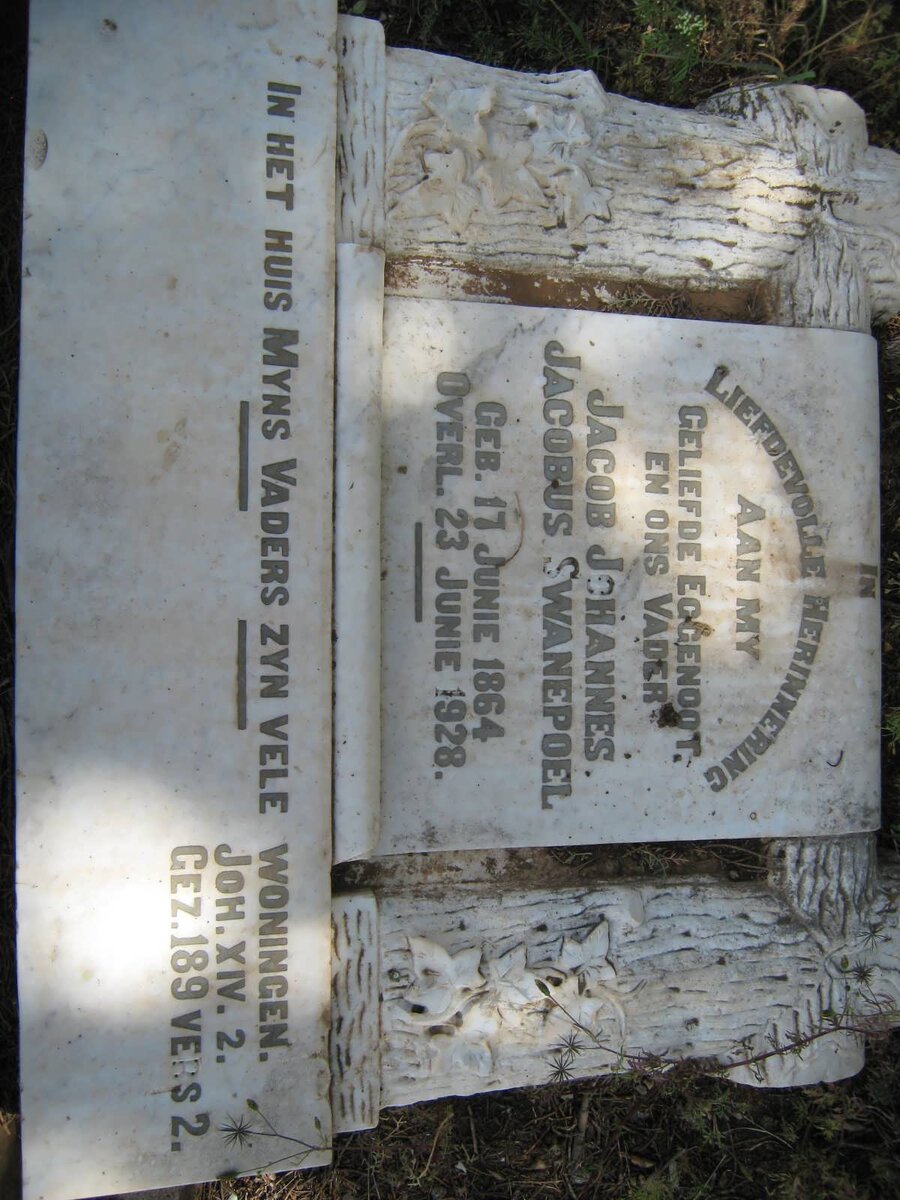 IN
LIEFDEVOLLE HERINNERING
AAN MY
GELIEFDE EGGENOOT.
EN ONS VADER
JACOB JOHANNES
JACOBUS SWANEPOEL
GEB. 17 JUNIE 1864
OVERL. 23 JUNIE 1928.
IN HET HUIS MYNS VADERS ZYN VELE WONINGEN.
JOH. XIV. 2.
GEZ. 189 VERS 2.